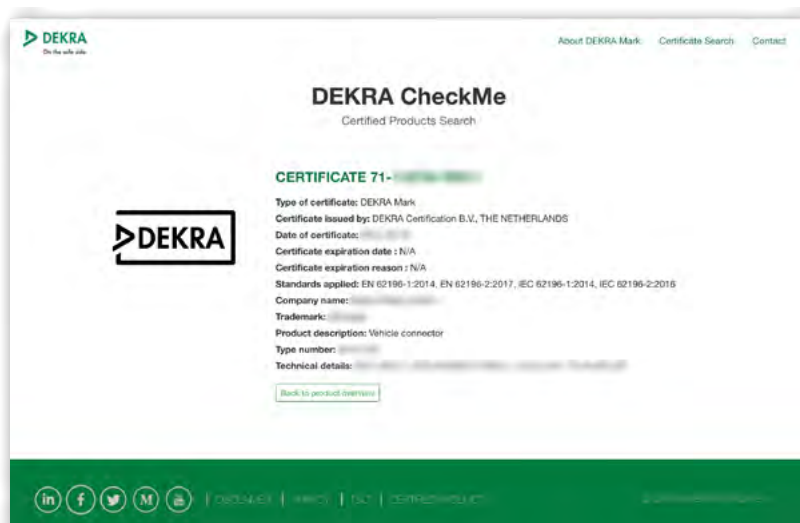 DEKRA
On the safe side.
About DEKRA Mark Certificate Search Contact
DEKRA CheckMe
Certified Products Search
CERTIFICATE 71-
DEKRA
Type of certificate: DEKRA Mark
Certificate issued by: DEKRA Certification B.V., THE NETHERLANDS
Date of certificate:
Certificate expiration date : N/A
Certificate expiration reason : N/A
Standards applied: EN 62196-1:2014, EN 62196-2:2017, IEC 62196-1:2014, IEC 62196-2:2016
Company name:
Trademark:
Product description: Vehicle connector
Type number:
Technical details:
Back to product overview
in f M